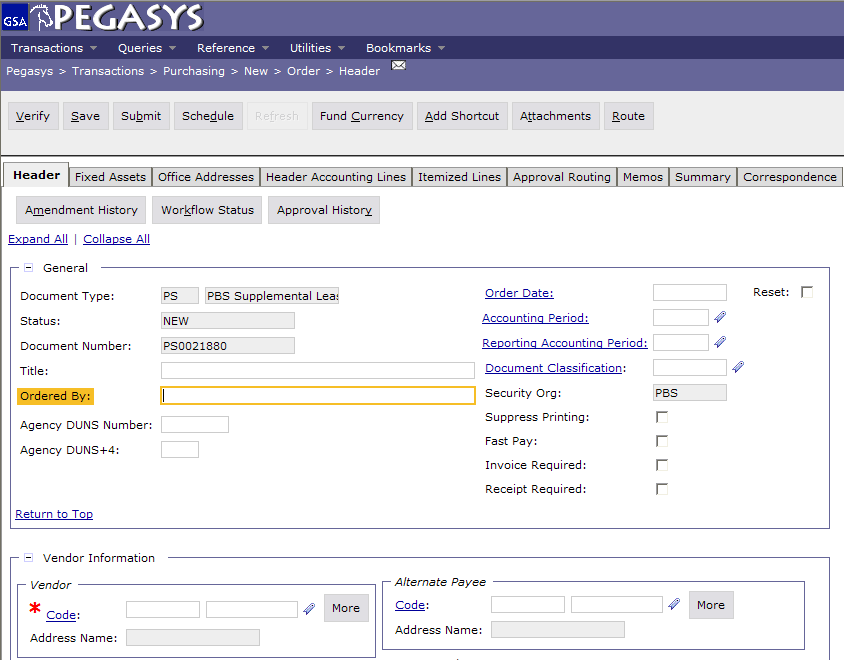 GSA PEGASYS
Transactions Queries Reference Utilities Bookmarks
Pegasys > Transactions > Purchasing > New > Order > Header
Verify Save Submit Schedule Refresh Fund Currency Add Shortcut Attachments Route
Header Fixed Assets Office Addresses Header Accounting Lines Itemized Lines Approval Routing Memos Summary Correspondence
Amendment History Workflow Status Approval History
Expand All | Collapse All
General
Document Type: PS PBS Supplemental Leas
Order Date: Reset:
Status: NEW
Accounting Period:
Document Number: PS0021880
Reporting Accounting Period:
Title:
Document Classification:
Ordered By:
Security Org: PBS
Agency DUNS Number:
Suppress Printing:
Agency DUNS+4:
Fast Pay:
Invoice Required:
Receipt Required:
Return to Top
Vendor Information
Vendor
* Code: More
Address Name:
Alternate Payee
Code: More
Address Name: